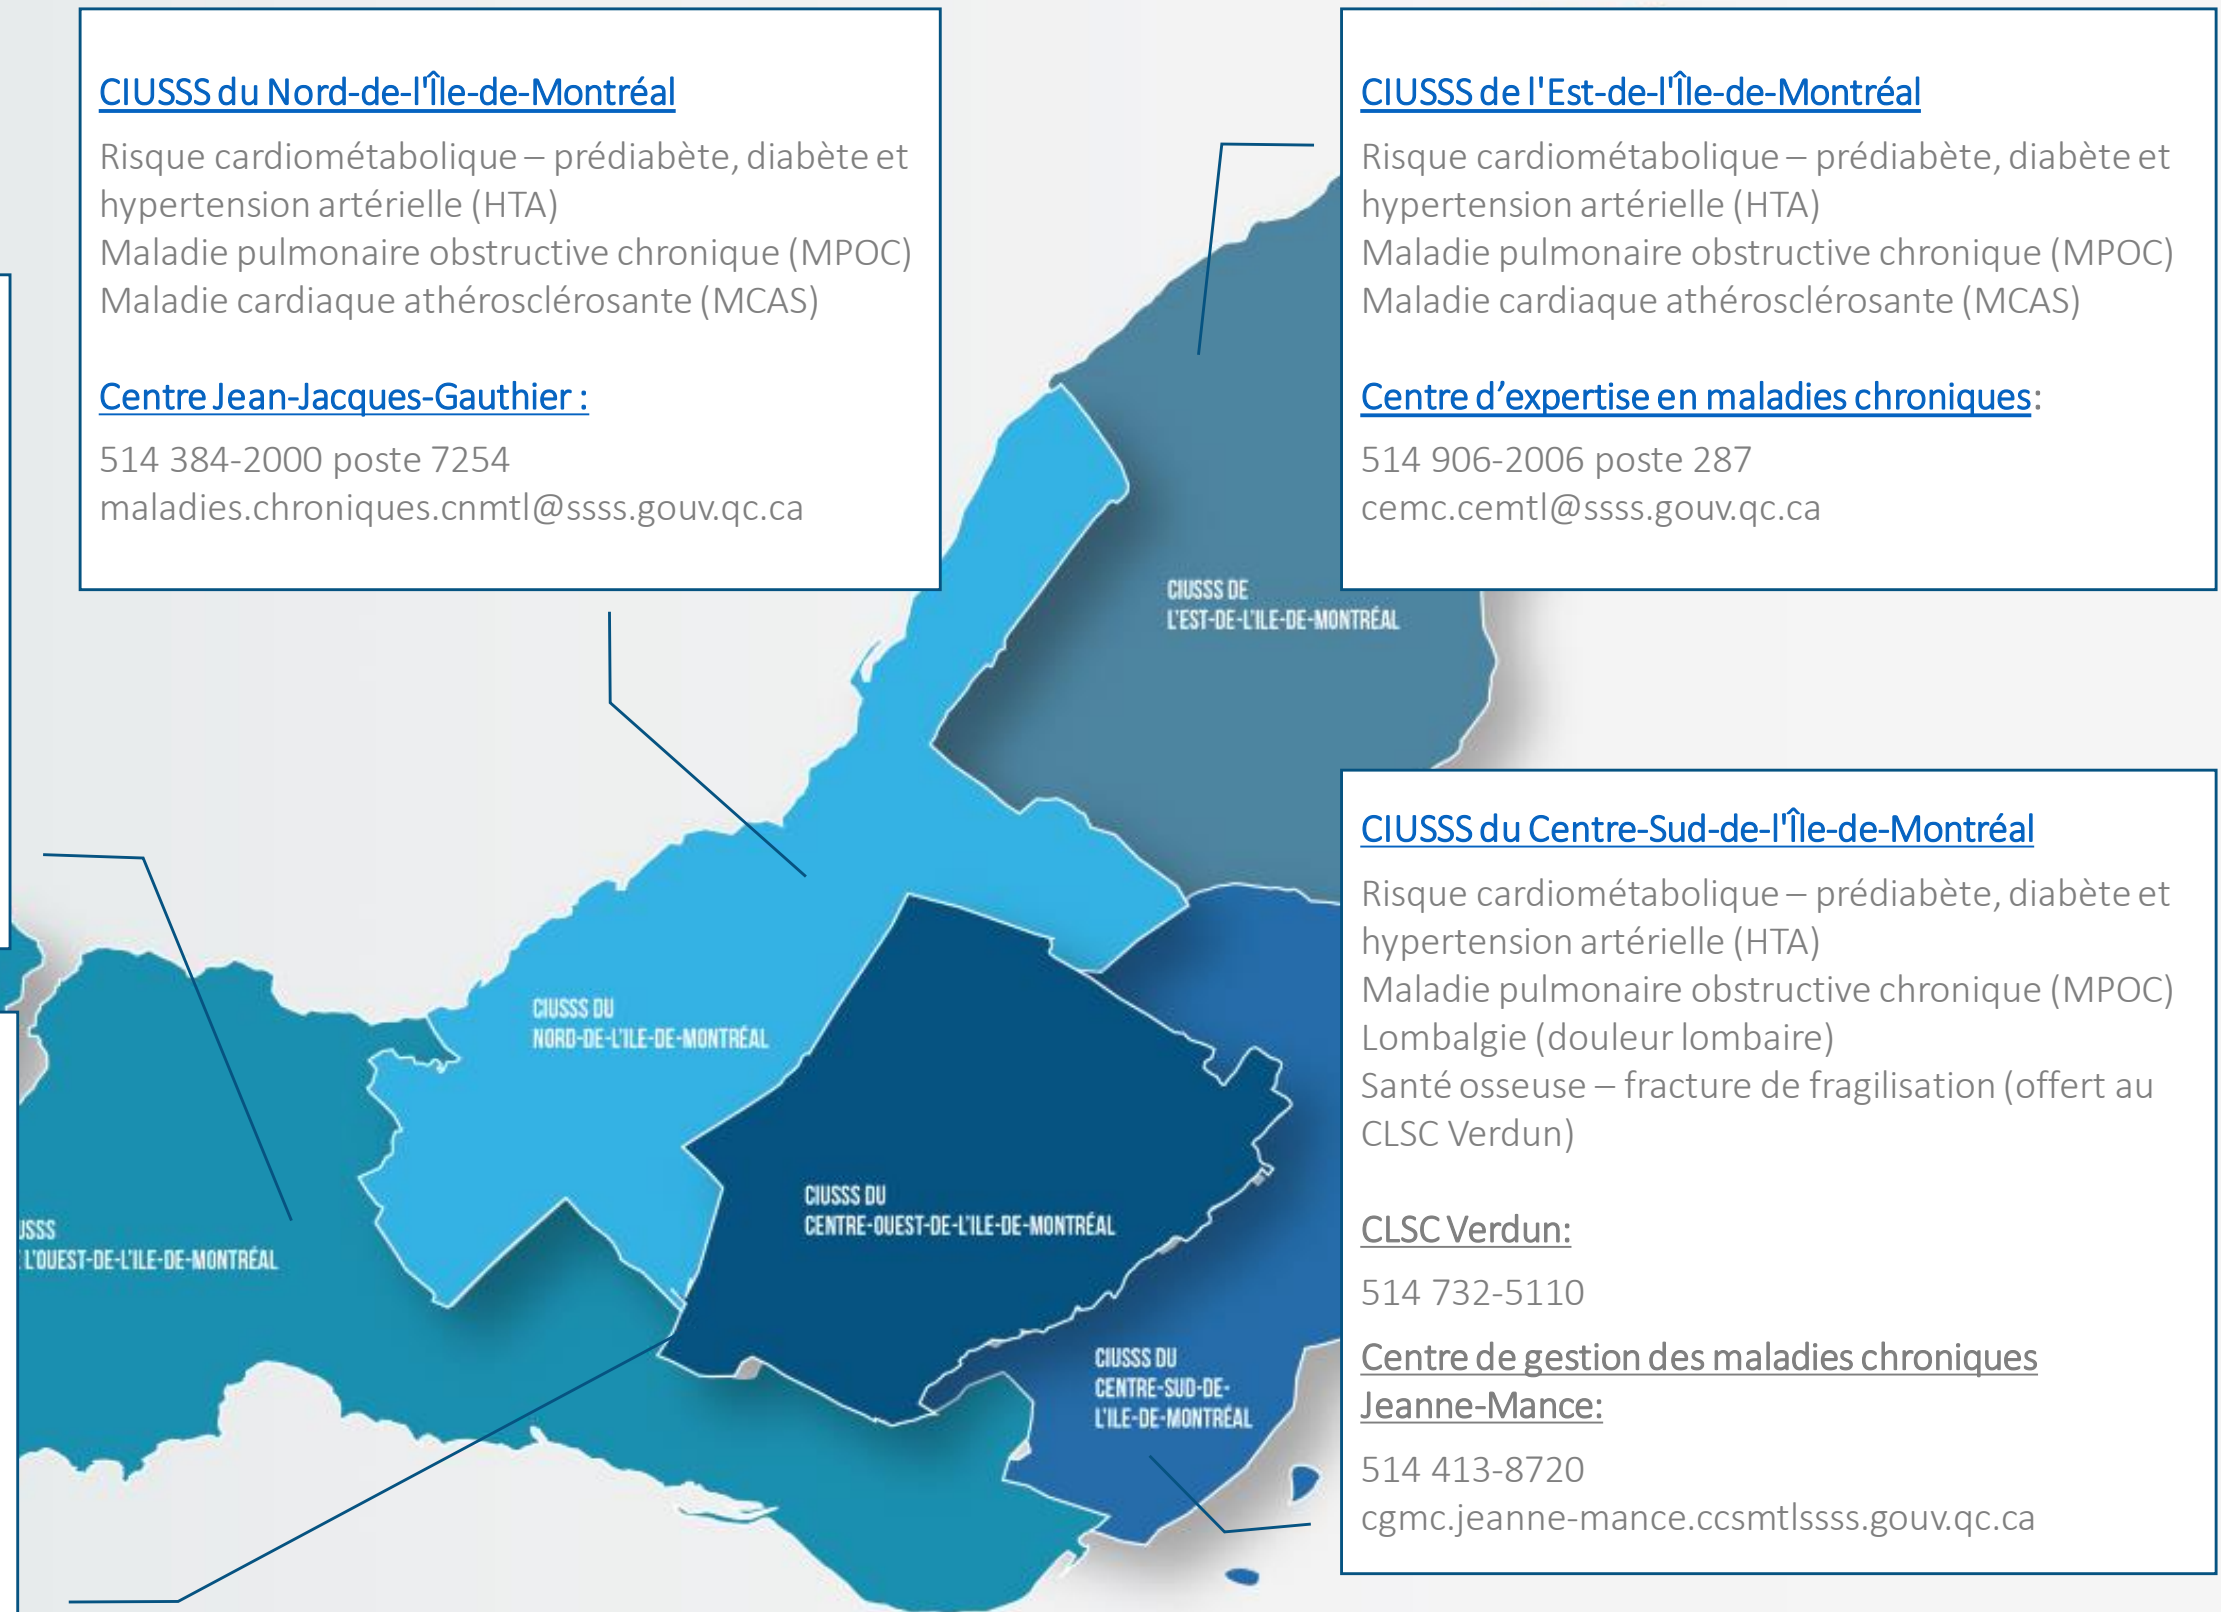 CIUSSS du Nord-de-l'Île-de-Montréal
Risque cardiométabolique – prédiabète, diabète et
hypertension artérielle (HTA)
Maladie pulmonaire obstructive chronique (MPOC)
Maladie cardiaque athérosclérosante (MCAS)
Centre Jean-Jacques-Gauthier :
514 384-2000 poste 7254
maladies.chroniques.cnmtl@ssss.gouv.qc.ca
CIUSSS de l'Est-de-l'Île-de-Montréal
Risque cardiométabolique – prédiabète, diabète et
hypertension artérielle (HTA)
Maladie pulmonaire obstructive chronique (MPOC)
Maladie cardiaque athérosclérosante (MCAS)
Centre d’expertise en maladies chroniques:
514 906-2006 poste 287
cemc.cemtl@ssss.gouv.qc.ca
CIUSSS DE
L'EST-DE-L'ILE-DE-MONTRÉAL
CIUSSS du Centre-Sud-de-l'Île-de-Montréal
Risque cardiométabolique – prédiabète, diabète et
hypertension artérielle (HTA)
Maladie pulmonaire obstructive chronique (MPOC)
Lombalgie (douleur lombaire)
Santé osseuse – fracture de fragilisation (offert au
CLSC Verdun)
CLSC Verdun:
514 732-5110
Centre de gestion des maladies chroniques
Jeanne-Mance:
514 413-8720
cgmc.jeanne-mance.ccsmtlssss.gouv.qc.ca
CIUSSS DU
NORD-DE-L'ILE-DE-MONTRÉAL
CIUSSS DU
CENTRE-OUEST-DE-L'ILE-DE-MONTRÉAL
L'OUEST-DE-L'ILE-DE-MONTRÉAL
CIUSSS DU
CENTRE-SUD-DE-
L'ILE-DE-MONTRÉAL